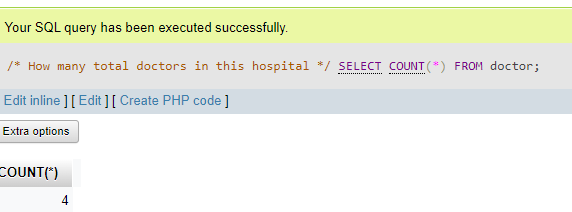 Your SQL query has been executed successfully.
/* How many total doctors in this hospital */ SELECT COUNT(*) FROM doctor;
Edit inline ] [ Edit ] [ Create PHP code ]
Extra options
COUNT(*)
4